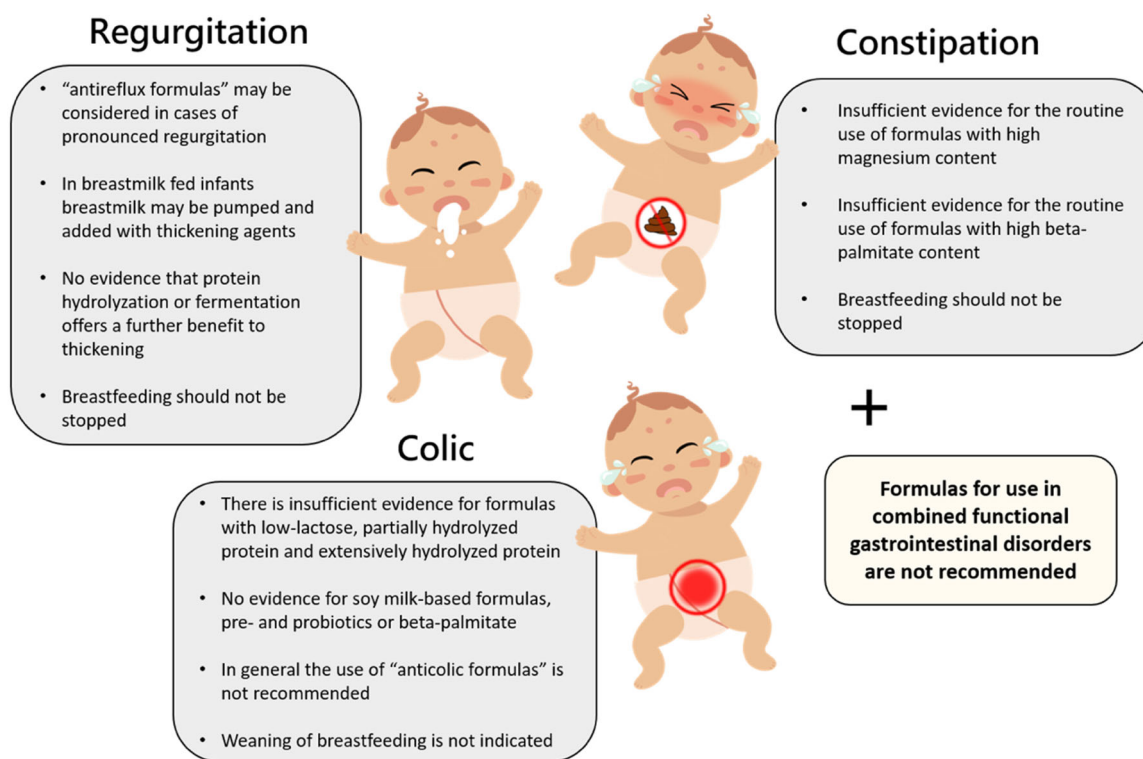 Regurgitation
• “antireflux formulas” may be
considered in cases of
pronounced regurgitation
• In breastmilk fed infants
breastmilk may be pumped and
added with thickening agents
• No evidence that protein
hydrolyzation or fermentation
offers a further benefit to
thickening
• Breastfeeding should not be
stopped
Constipation
• Insufficient evidence for the routine
use of formulas with high
magnesium content
• Insufficient evidence for the routine
use of formulas with high beta-
palmitate content
• Breastfeeding should not be
stopped
+
Formulas for use in
combined functional
gastrointestinal disorders
are not recommended
Colic
• There is insufficient evidence for formulas
with low-lactose, partially hydrolyzed
protein and extensively hydrolyzed protein
• No evidence for soy milk-based formulas,
pre- and probiotics or beta-palmitate
• In general the use of “anticolic formulas” is
not recommended
• Weaning of breastfeeding is not indicated